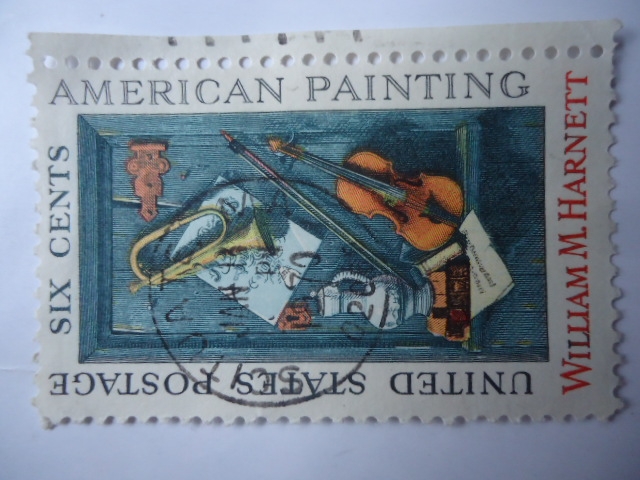 AMERICAN PAINTING
WILLIAM M. HARNETT
UNITED STATES POSTAGE
SIX CENTS